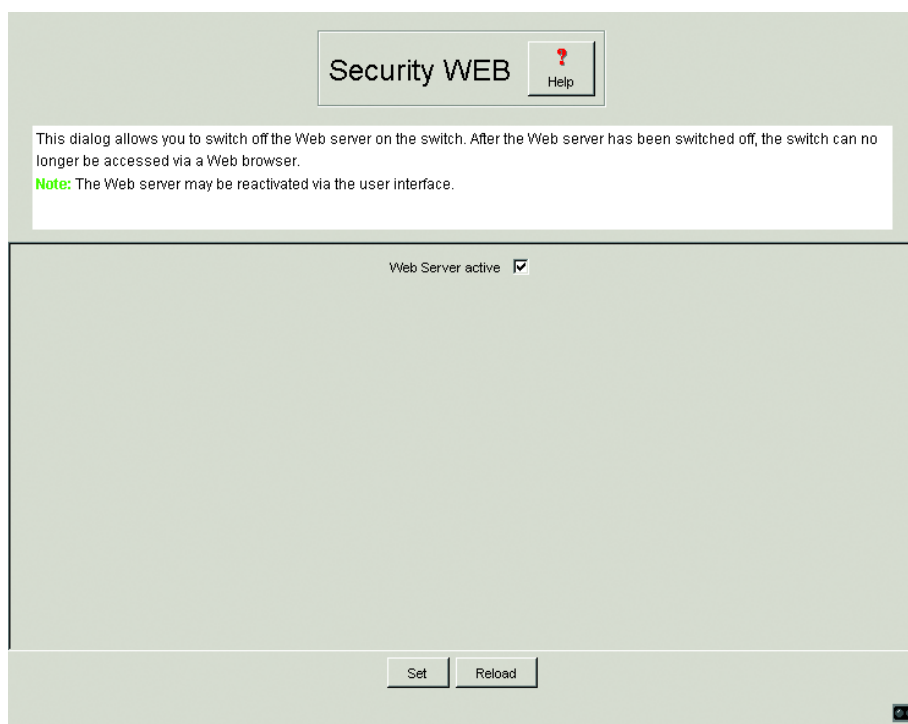 Security WEB
Help
This dialog allows you to switch off the Web server on the switch. After the Web server has been switched off, the switch can no
longer be accessed via a Web browser.
Note: The Web server may be reactivated via the user interface.
Web Server active
Set
Reload